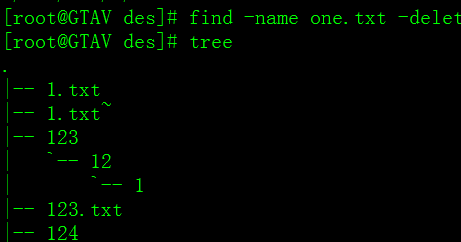 [root@GTAV des]# find -name one.txt -delet
[root@GTAV des]# tree
.
|-- 1.txt
|-- 1.txt~
|-- 123
|   `-- 12
|       `-- 1
|-- 123.txt
|-- 124